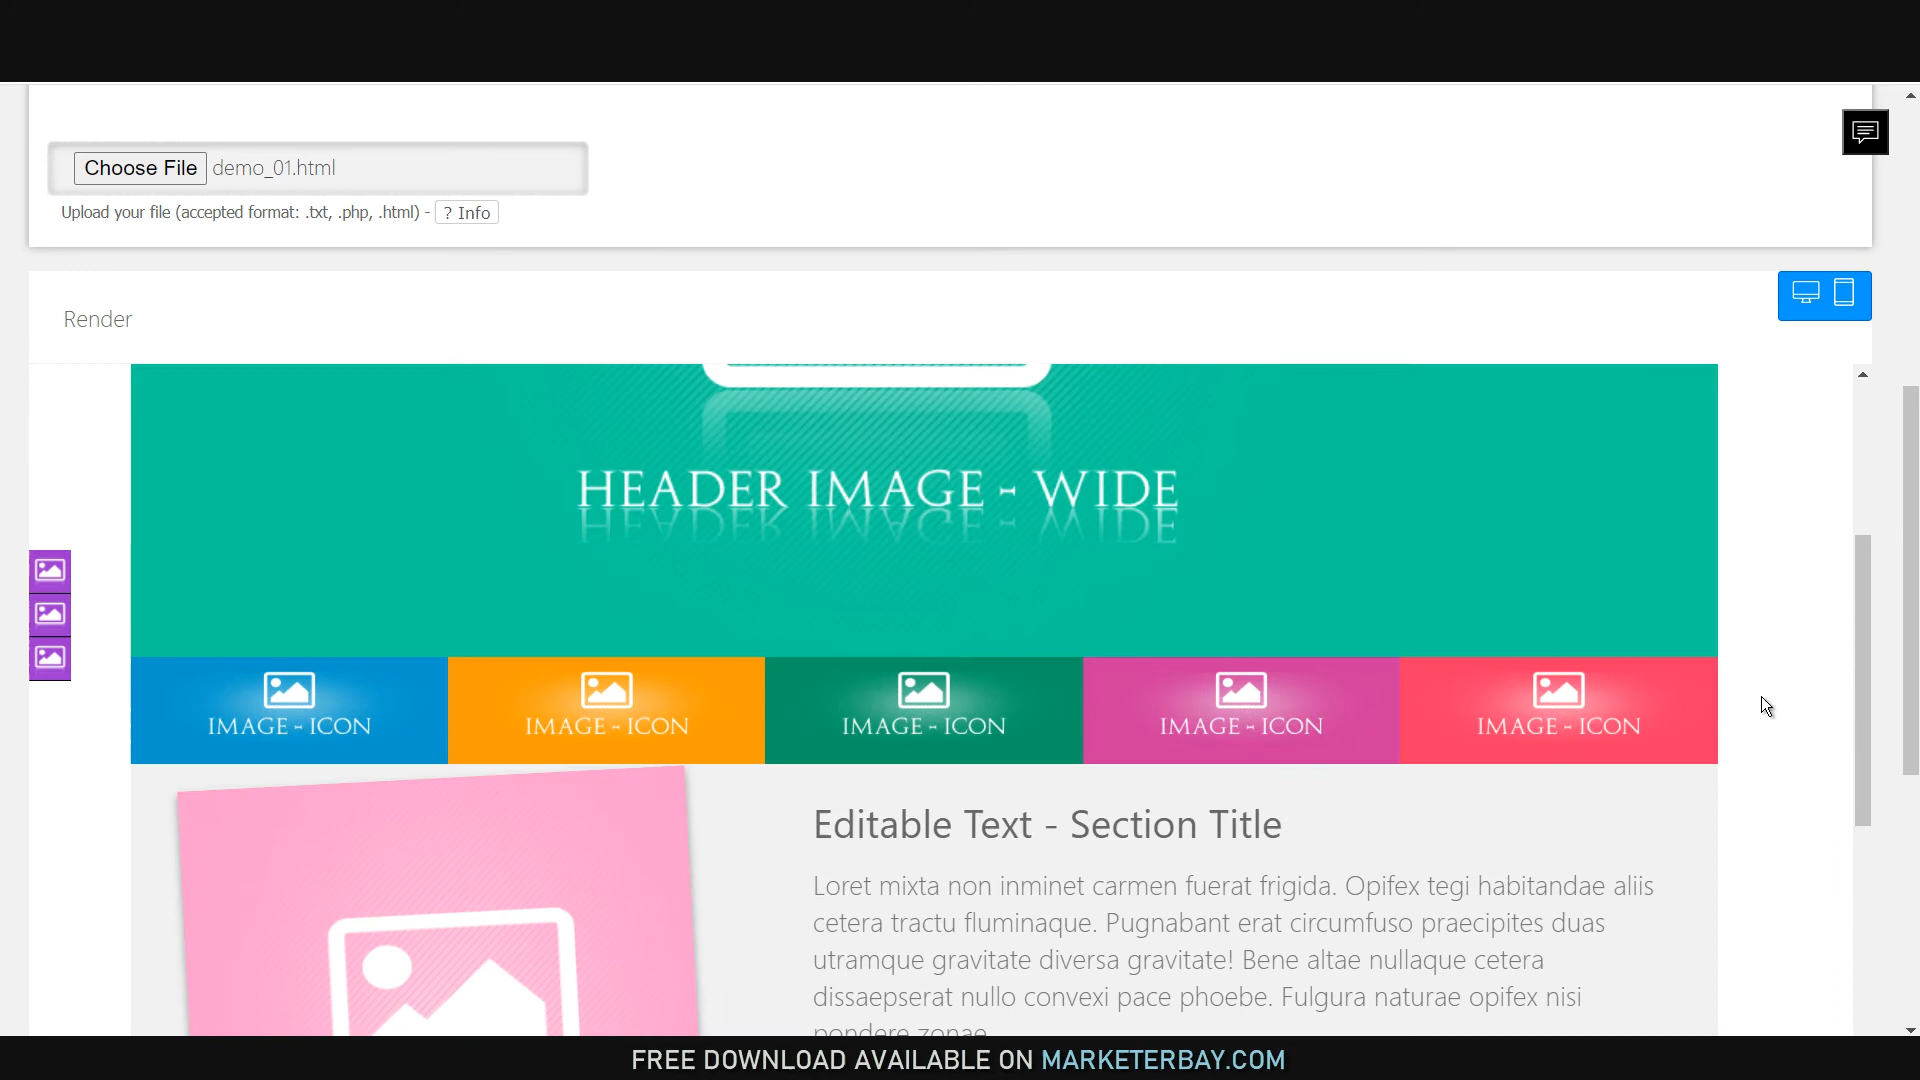 Choose File demo_01.html
Upload your file (accepted format: .txt, .php, .html) - ? Info
Render
HEADER IMAGE - WIDE
IMAGE - ICON IMAGE - ICON IMAGE - ICON IMAGE - ICON IMAGE - ICON
Editable Text - Section Title
Loret mixta non inminet carmen fuerat frigida. Opifex tegi habitandae aliis
cetera tractu fluminaque. Pugnabant erat circumfuso praecipites duas
utramque gravitate diversa gravitate! Bene altae nullaque cetera
dissaepserat nullo convexi pace phoebe. Fulgura naturae opifex nisi
pondere zonae
FREE DOWNLOAD AVAILABLE ON MARKETERBAY.COM